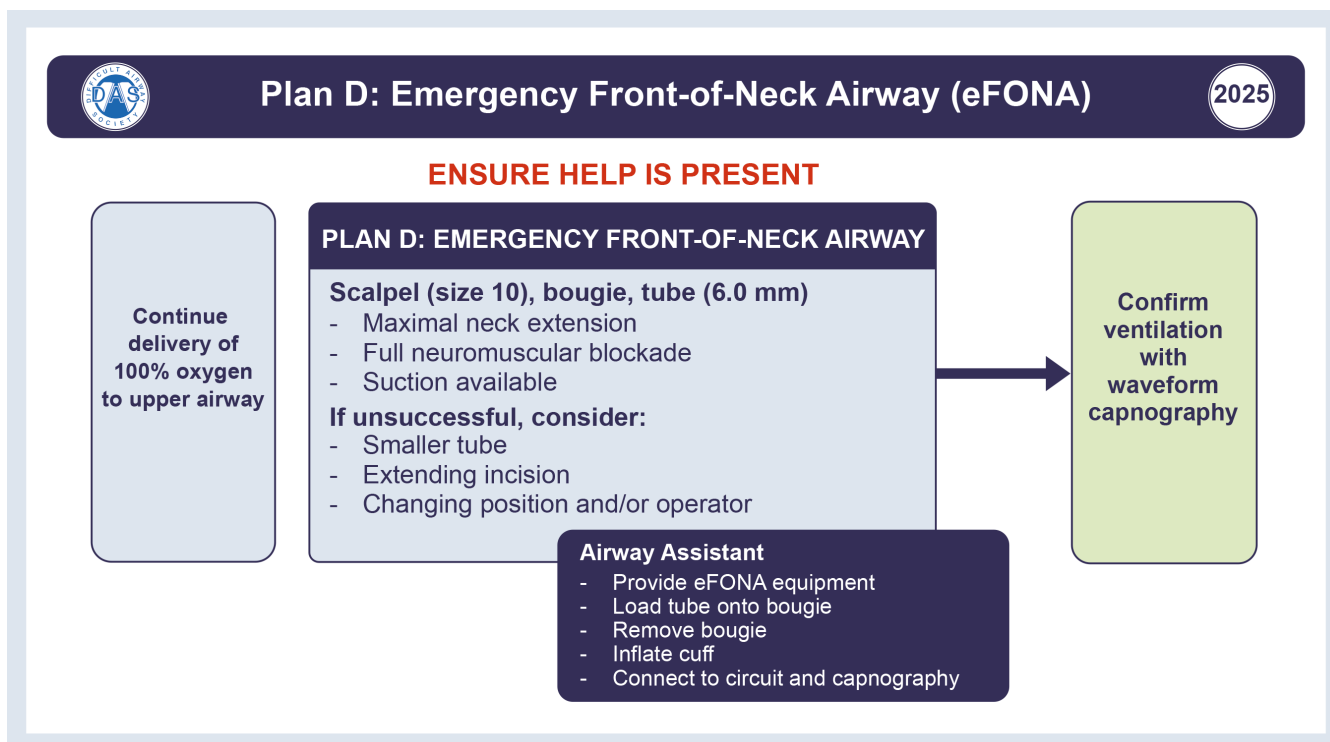 DIFFICULT AIRWAY
DAS
SOCIETY
Plan D: Emergency Front-of-Neck Airway (eFONA)
2025
ENSURE HELP IS PRESENT
Continue
delivery of
100% oxygen
to upper airway
PLAN D: EMERGENCY FRONT-OF-NECK AIRWAY
Scalpel (size 10), bougie, tube (6.0 mm)
- Maximal neck extension
- Full neuromuscular blockade
- Suction available
If unsuccessful, consider:
- Smaller tube
- Extending incision
- Changing position and/or operator
Airway Assistant
- Provide eFONA equipment
- Load tube onto bougie
- Remove bougie
- Inflate cuff
- Connect to circuit and capnography
Confirm
ventilation
with
waveform
capnography